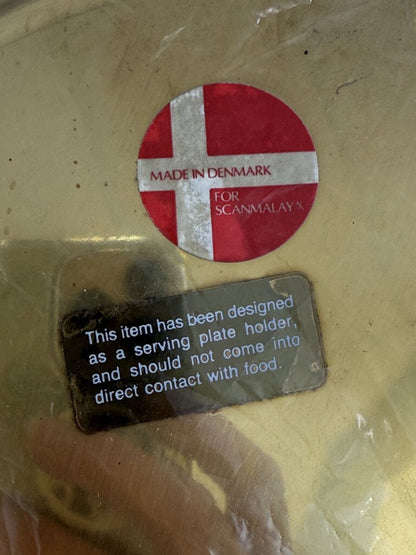 MADE IN DENMARK
FOR
SCANMALAY
This item has been designed
as a serving plate holder,
and should not come into
direct contact with food.